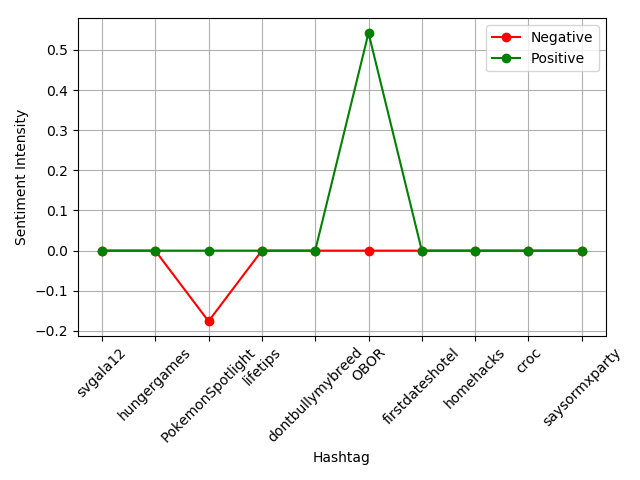 Negative
Positive
0.5
0.4
0.3
0.2
0.1
0.0
−0.1
−0.2
Sentiment Intensity
svgala12
hungergames
PokemonSpotlight
lifetips
dontbullymybreed
OBOR
firstdateshotel
homehacks
croc
saysormxparty
Hashtag